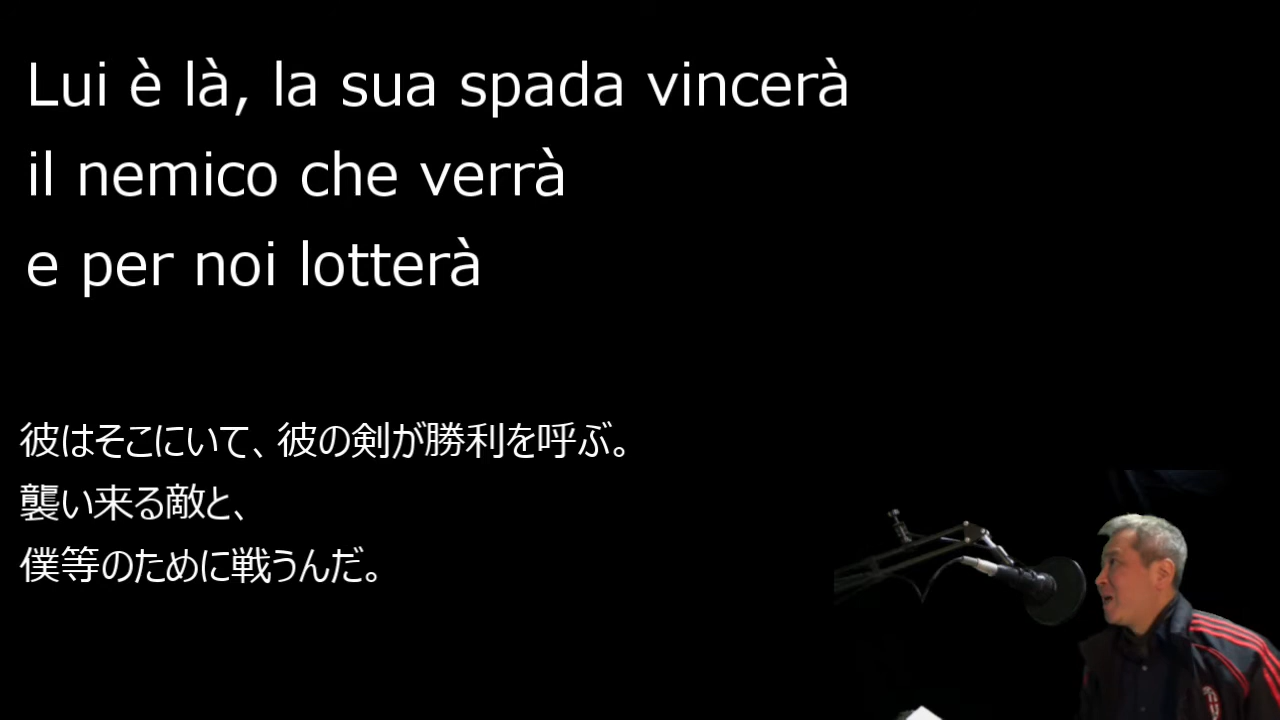 Lui è là, la sua spada vincerà
il nemico che verrà
e per noi lotterà
彼はそこにいて、彼の剣が勝利を呼ぶ。
襲い来る敵と、
僕等のために戦うんだ。